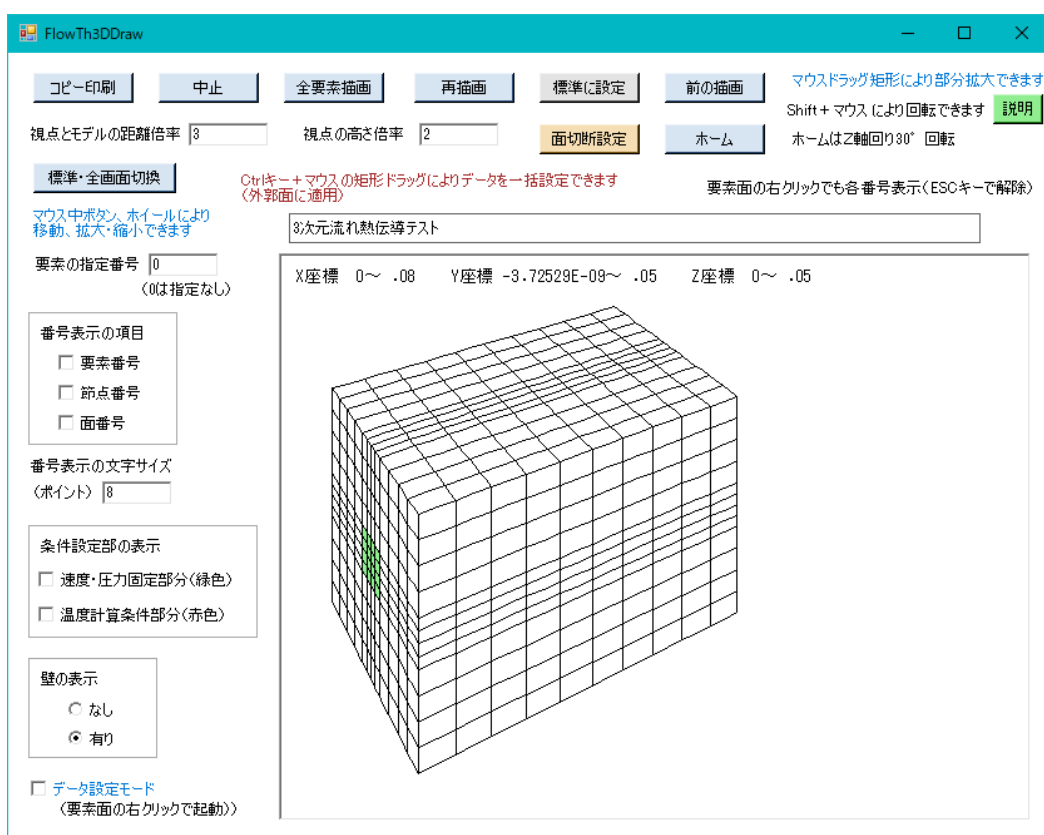 FlowTh3DDraw
コピー印刷 中止 全要素描画 再描画 標準に設定 前の描画
マウスドラッグ矩形により部分拡大できます
Shift+マウス により回転できます 説明
視点とモデルの距離倍率 3 視点の高さ倍率 2 面切断設定 ホーム ホームはZ軸回り30° 回転
標準・全画面切換
Ctrlキー+マウスの矩形ドラッグによりデータを一括設定できます
(外郭面に適用)
要素面の右クリックでも各番号表示(ESCキーで解除)
マウス中ボタン、ホイールにより
移動、拡大・縮小できます
3次元流れ熱伝導テスト
要素の指定番号 0
(0は指定なし)
X座標 0~ .08 Y座標 -3.72529E-09~ .05 Z座標 0~ .05
番号表示の項目
要素番号
節点番号
面番号
番号表示の文字サイズ
(ポイント) 8
条件設定部の表示
速度・圧力固定部分(緑色)
温度計算条件部分(赤色)
壁の表示
なし
有り
データ設定モード
(要素面の右クリックで起動))